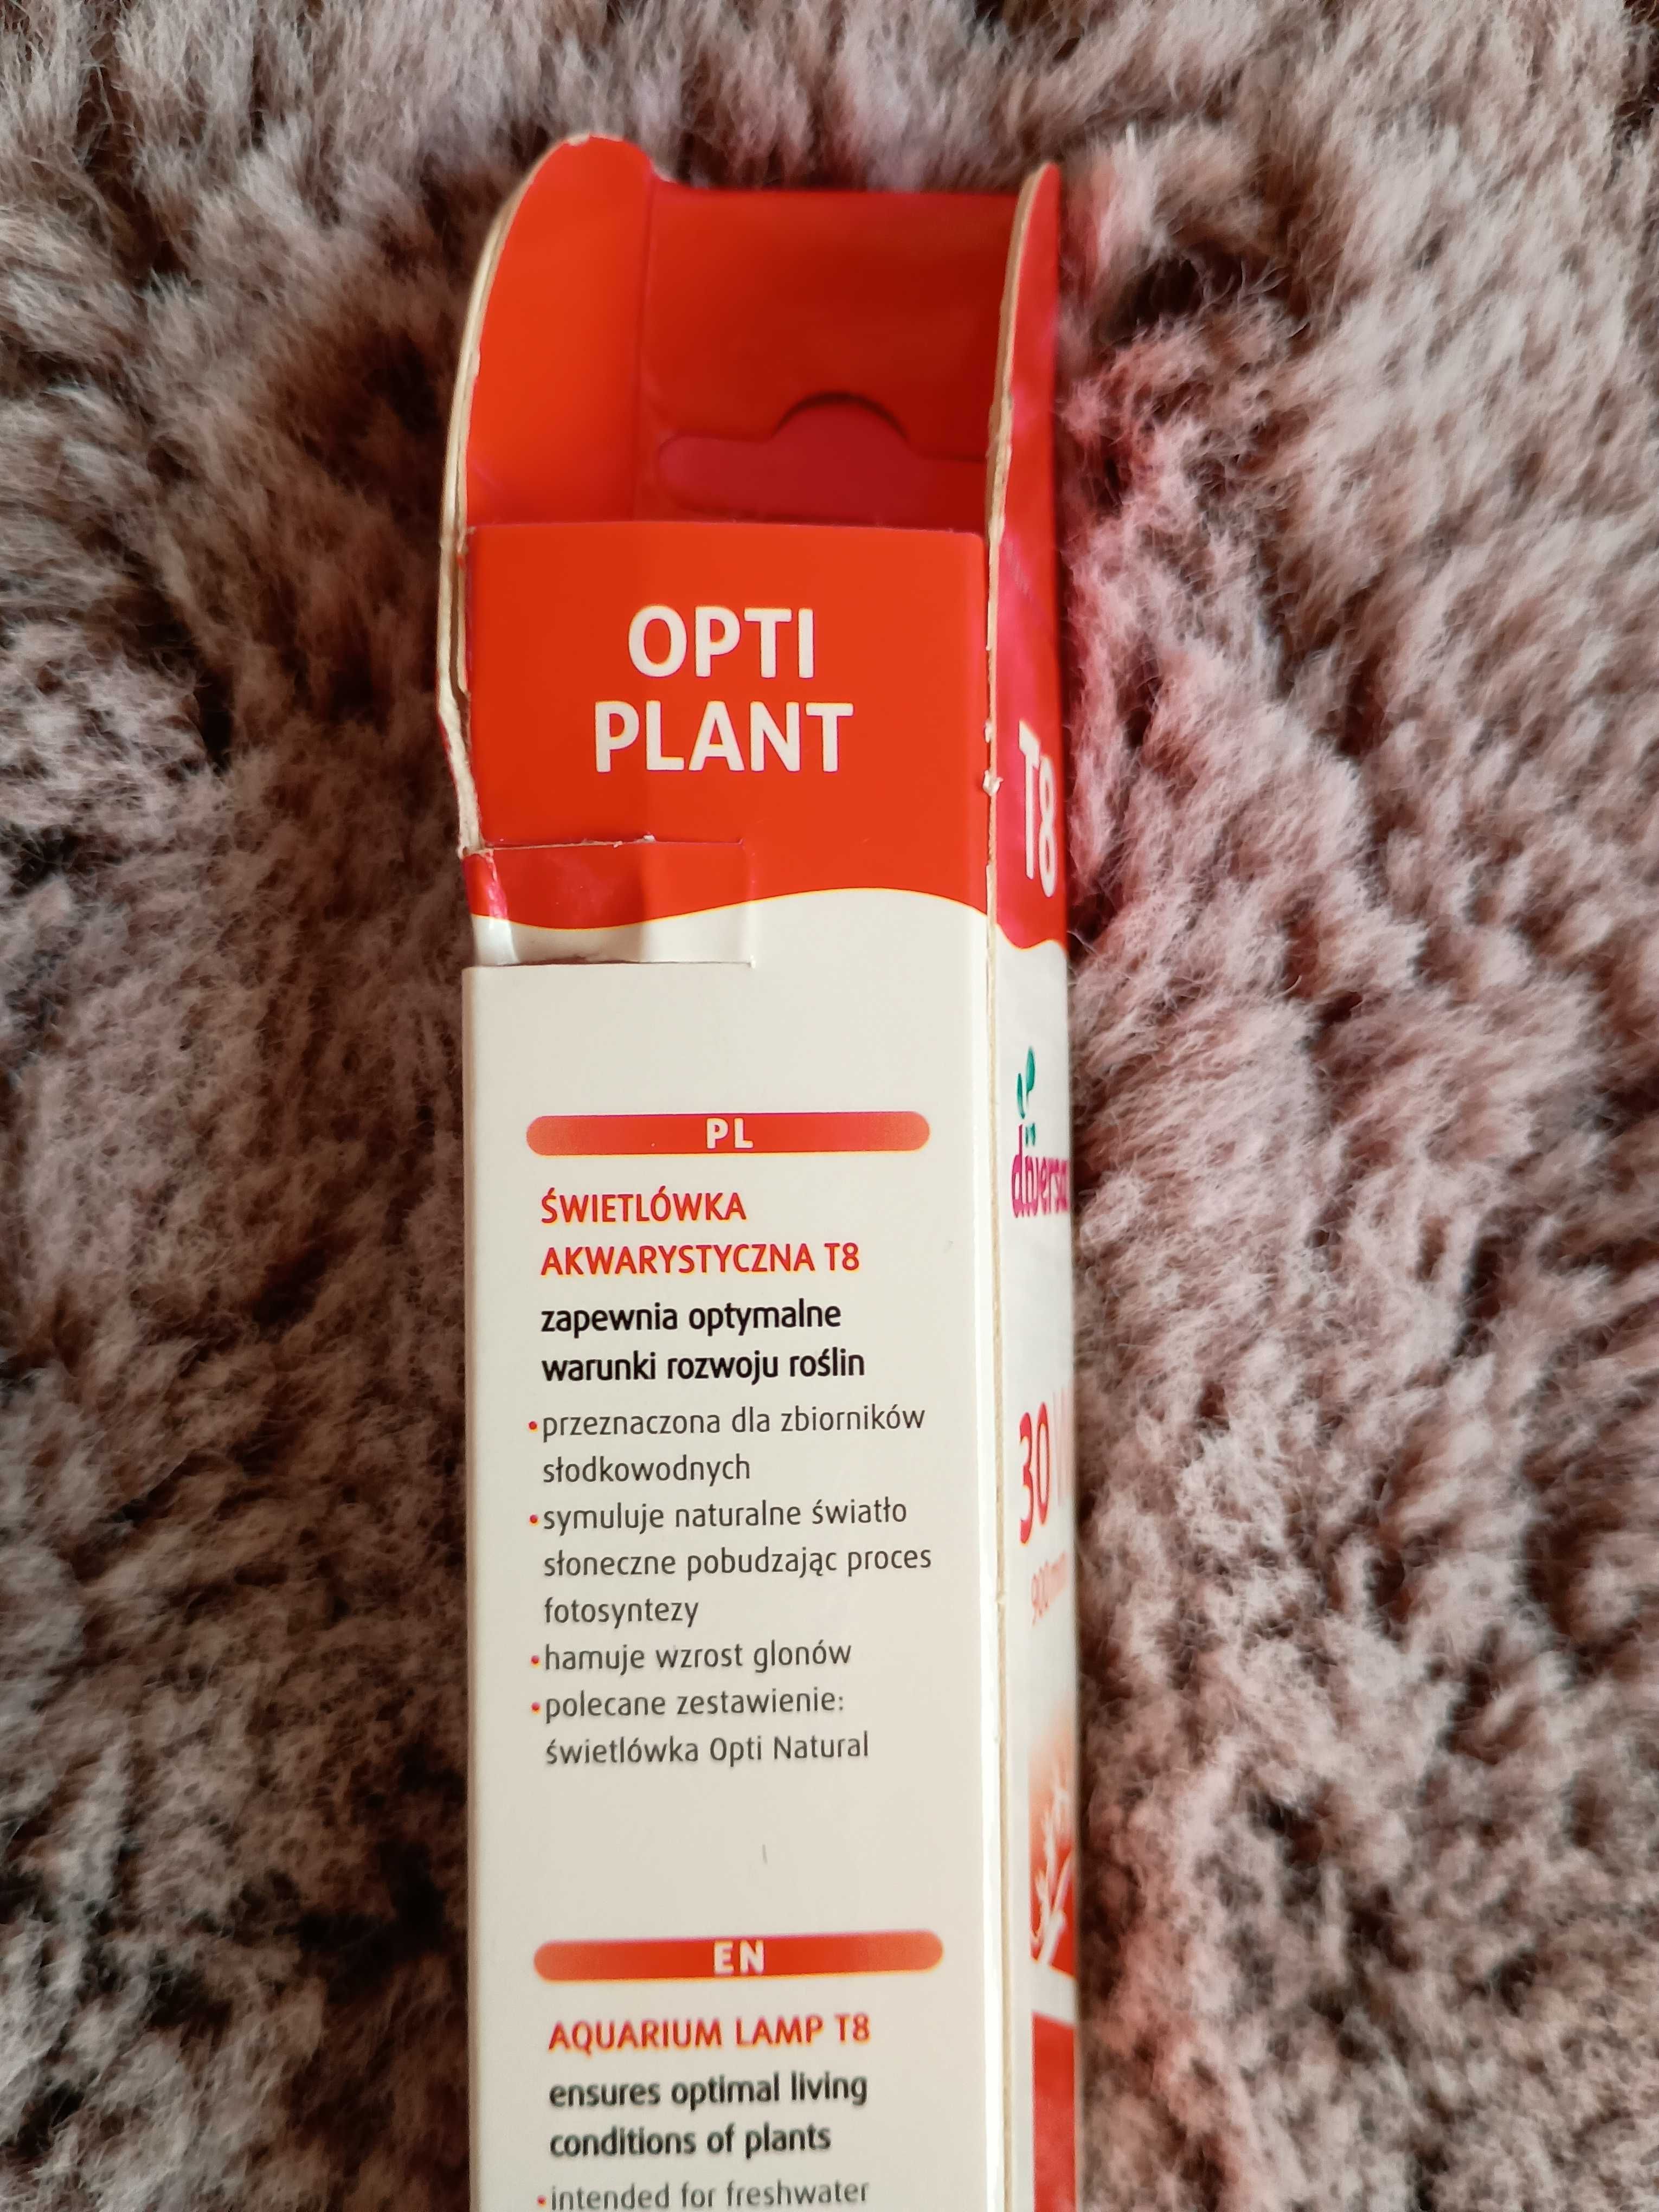 OPTI
PLANT
PL
ŚWIETLÓWKA
AKWARYSTYCZNA T8
zapewnia optymalne
warunki rozwoju roślin
•przeznaczona dla zbiorników
słodkowodnych
•symuluje naturalne światło
słoneczne pobudzając proces
fotosyntezy
•hamuje wzrost glonów
•polecane zestawienie:
świetlówka Opti Natural
EN
AQUARIUM LAMP T8
ensures optimal living
conditions of plants
•intended for freshwater
T8
diversa
30